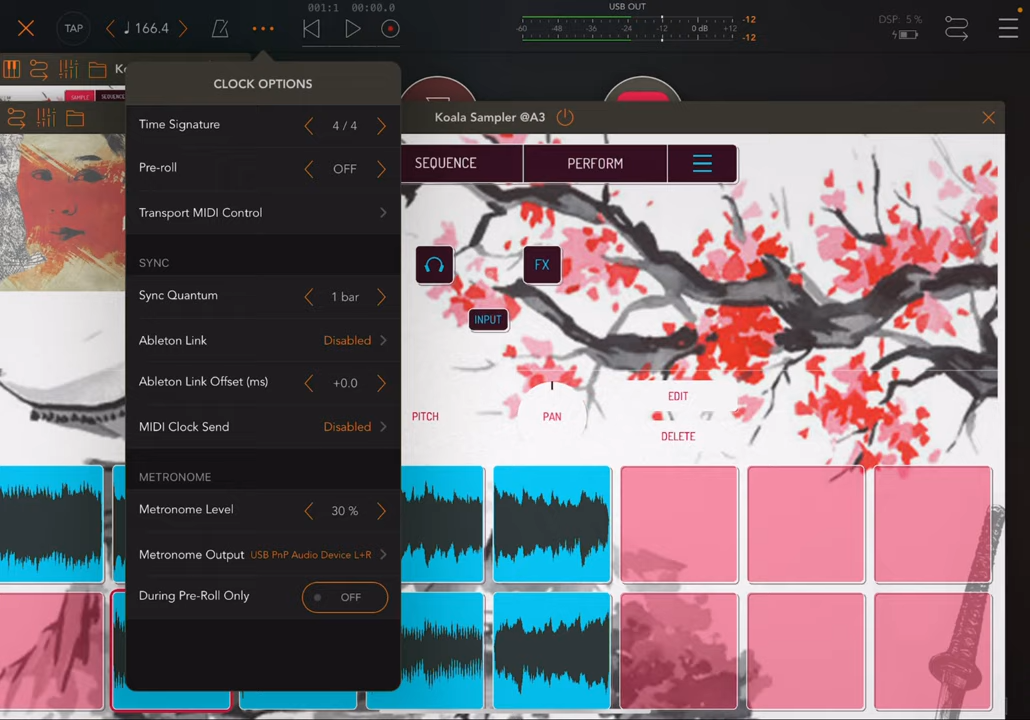 001:1 00:00.0
TAP
♩166.4
USB OUT
-60 -48 -36 -24 -12 0 dB +12
-12
-12
DSP: 5 %
Ko
SAMPLE SEQUENCE
CLOCK OPTIONS
Time Signature 4 / 4
Pre-roll OFF
Transport MIDI Control
SYNC
Sync Quantum 1 bar
Ableton Link Disabled
Ableton Link Offset (ms) +0.0
MIDI Clock Send Disabled
METRONOME
Metronome Level 30 %
Metronome Output USB PnP Audio Device L+R
During Pre-Roll Only OFF
Koala Sampler @A3
SEQUENCE PERFORM
FX
INPUT
PITCH PAN EDIT
DELETE